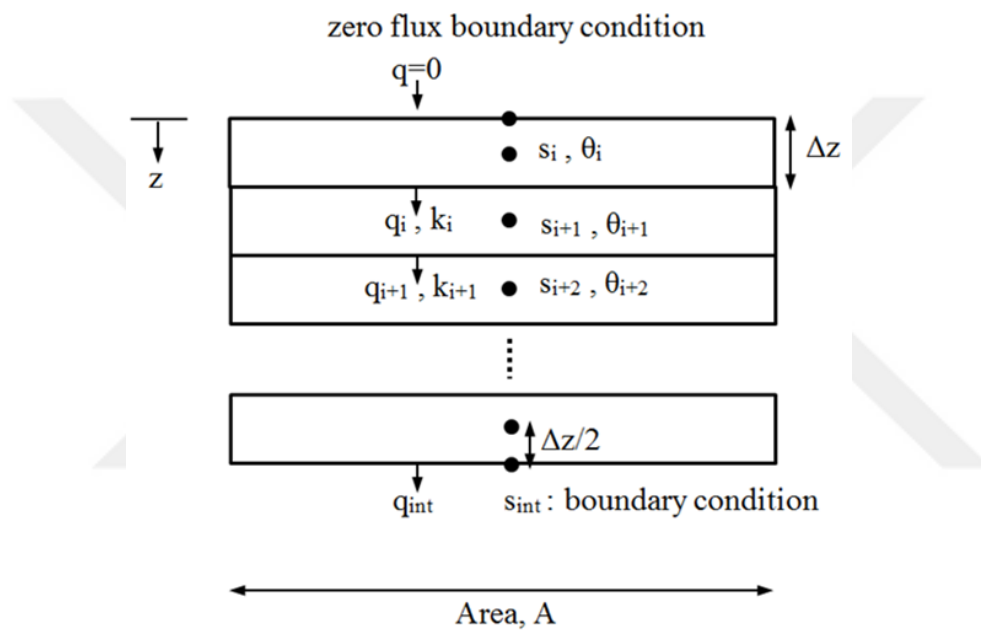 zero flux boundary condition
q=0
sᵢ , θᵢ
Δz
z
qᵢ , kᵢ
sᵢ₊₁ , θᵢ₊₁
qᵢ₊₁ , kᵢ₊₁
sᵢ₊₂ , θᵢ₊₂
Δz/2
qint
sint : boundary condition
Area, A